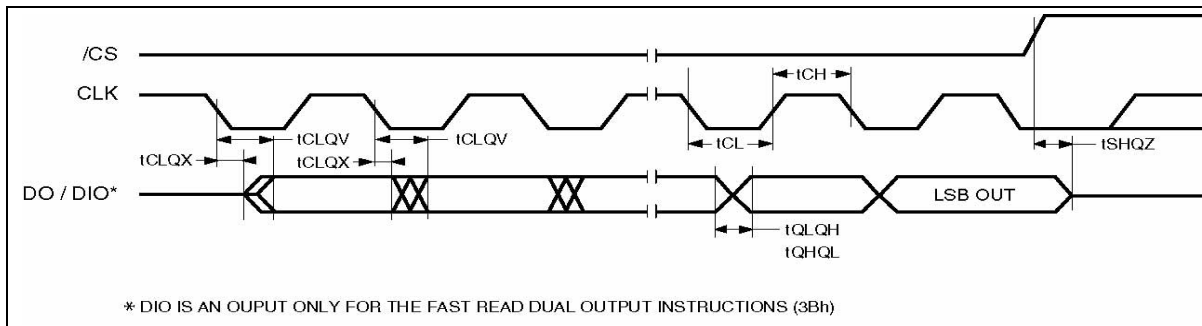 /CS
tCH
CLK
tCLQV
tCLQV
tCL
tSHQZ
tCLQX
tCLQX
DO / DIO*
LSB OUT
tQLQH
tQHQL
* DIO IS AN OUPUT ONLY FOR THE FAST READ DUAL OUTPUT INSTRUCTIONS (3Bh)